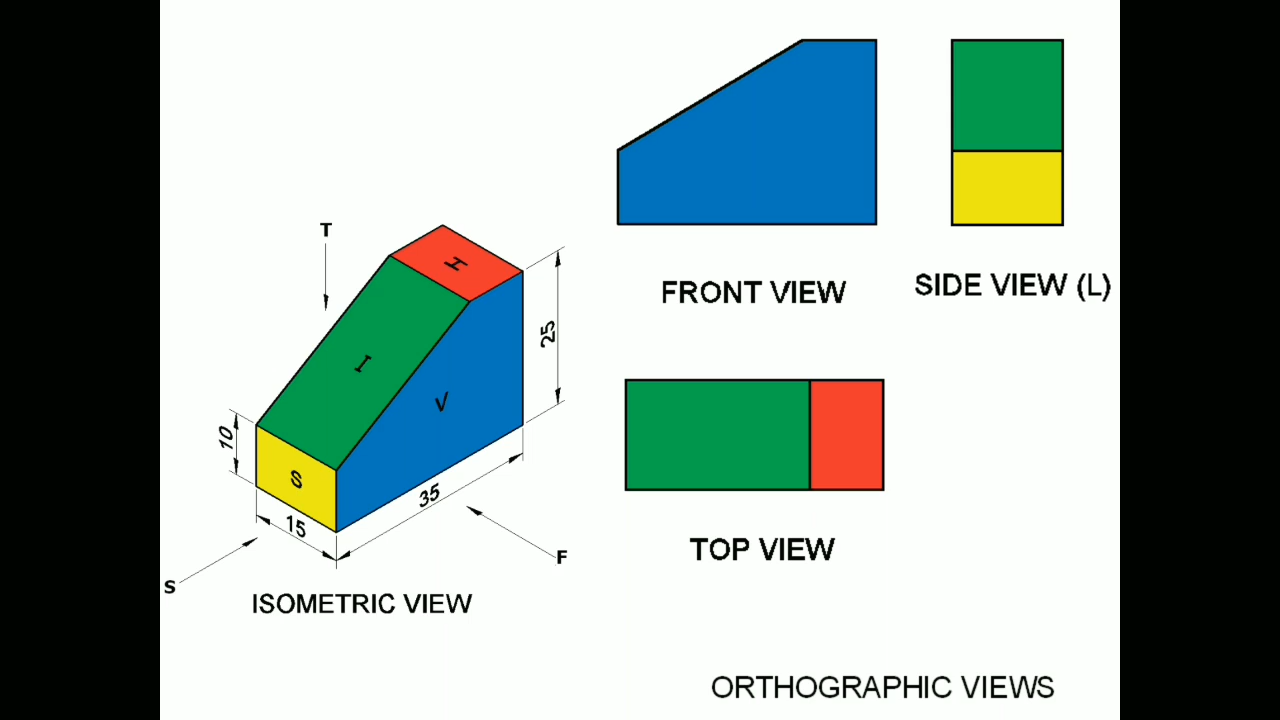 FRONT VIEW
SIDE VIEW (L)
T
H
I
V
S
25
10
15
35
S
F
ISOMETRIC VIEW
TOP VIEW
ORTHOGRAPHIC VIEWS